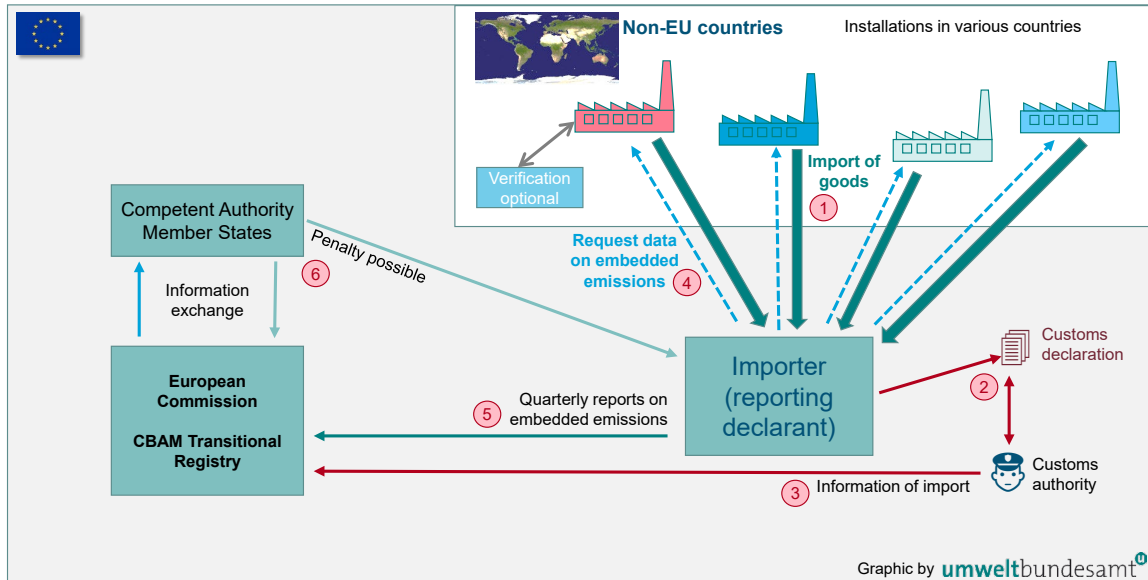 Non-EU countries
Installations in various countries
Verification
optional
Import of
goods
1
Competent Authority
Member States
Penalty possible
6
Request data
on embedded
emissions
4
Information
exchange
European
Commission
CBAM Transitional
Registry
5
Quarterly reports on
embedded emissions
Importer
(reporting
declarant)
Customs
declaration
2
Customs
authority
3
Information of import
Graphic by umweltbundesamt
u